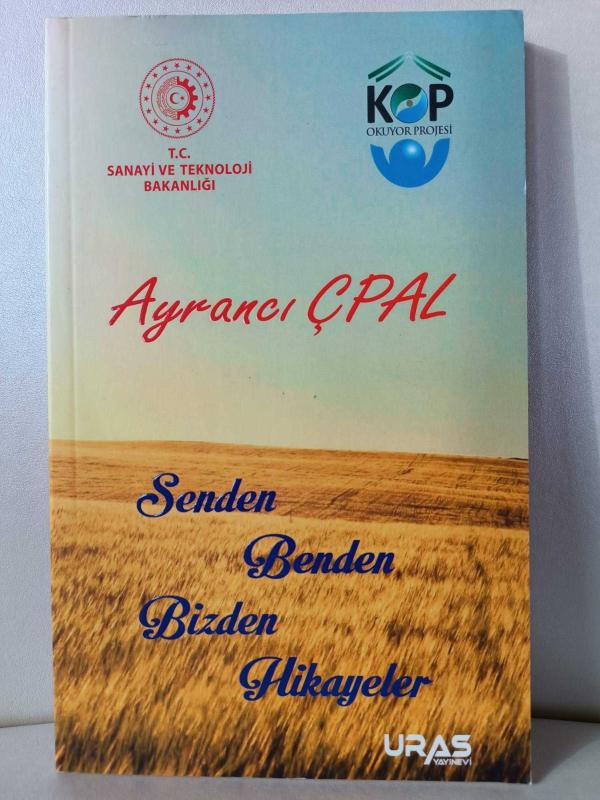 T.C.
SANAYİ VE TEKNOLOJİ
BAKANLIĞI
KOP
OKUYOR PROJESİ
Ayrancı ÇPAL
Senden
Benden
Bizden
Hikayeler
URAS
YAYINEVİ